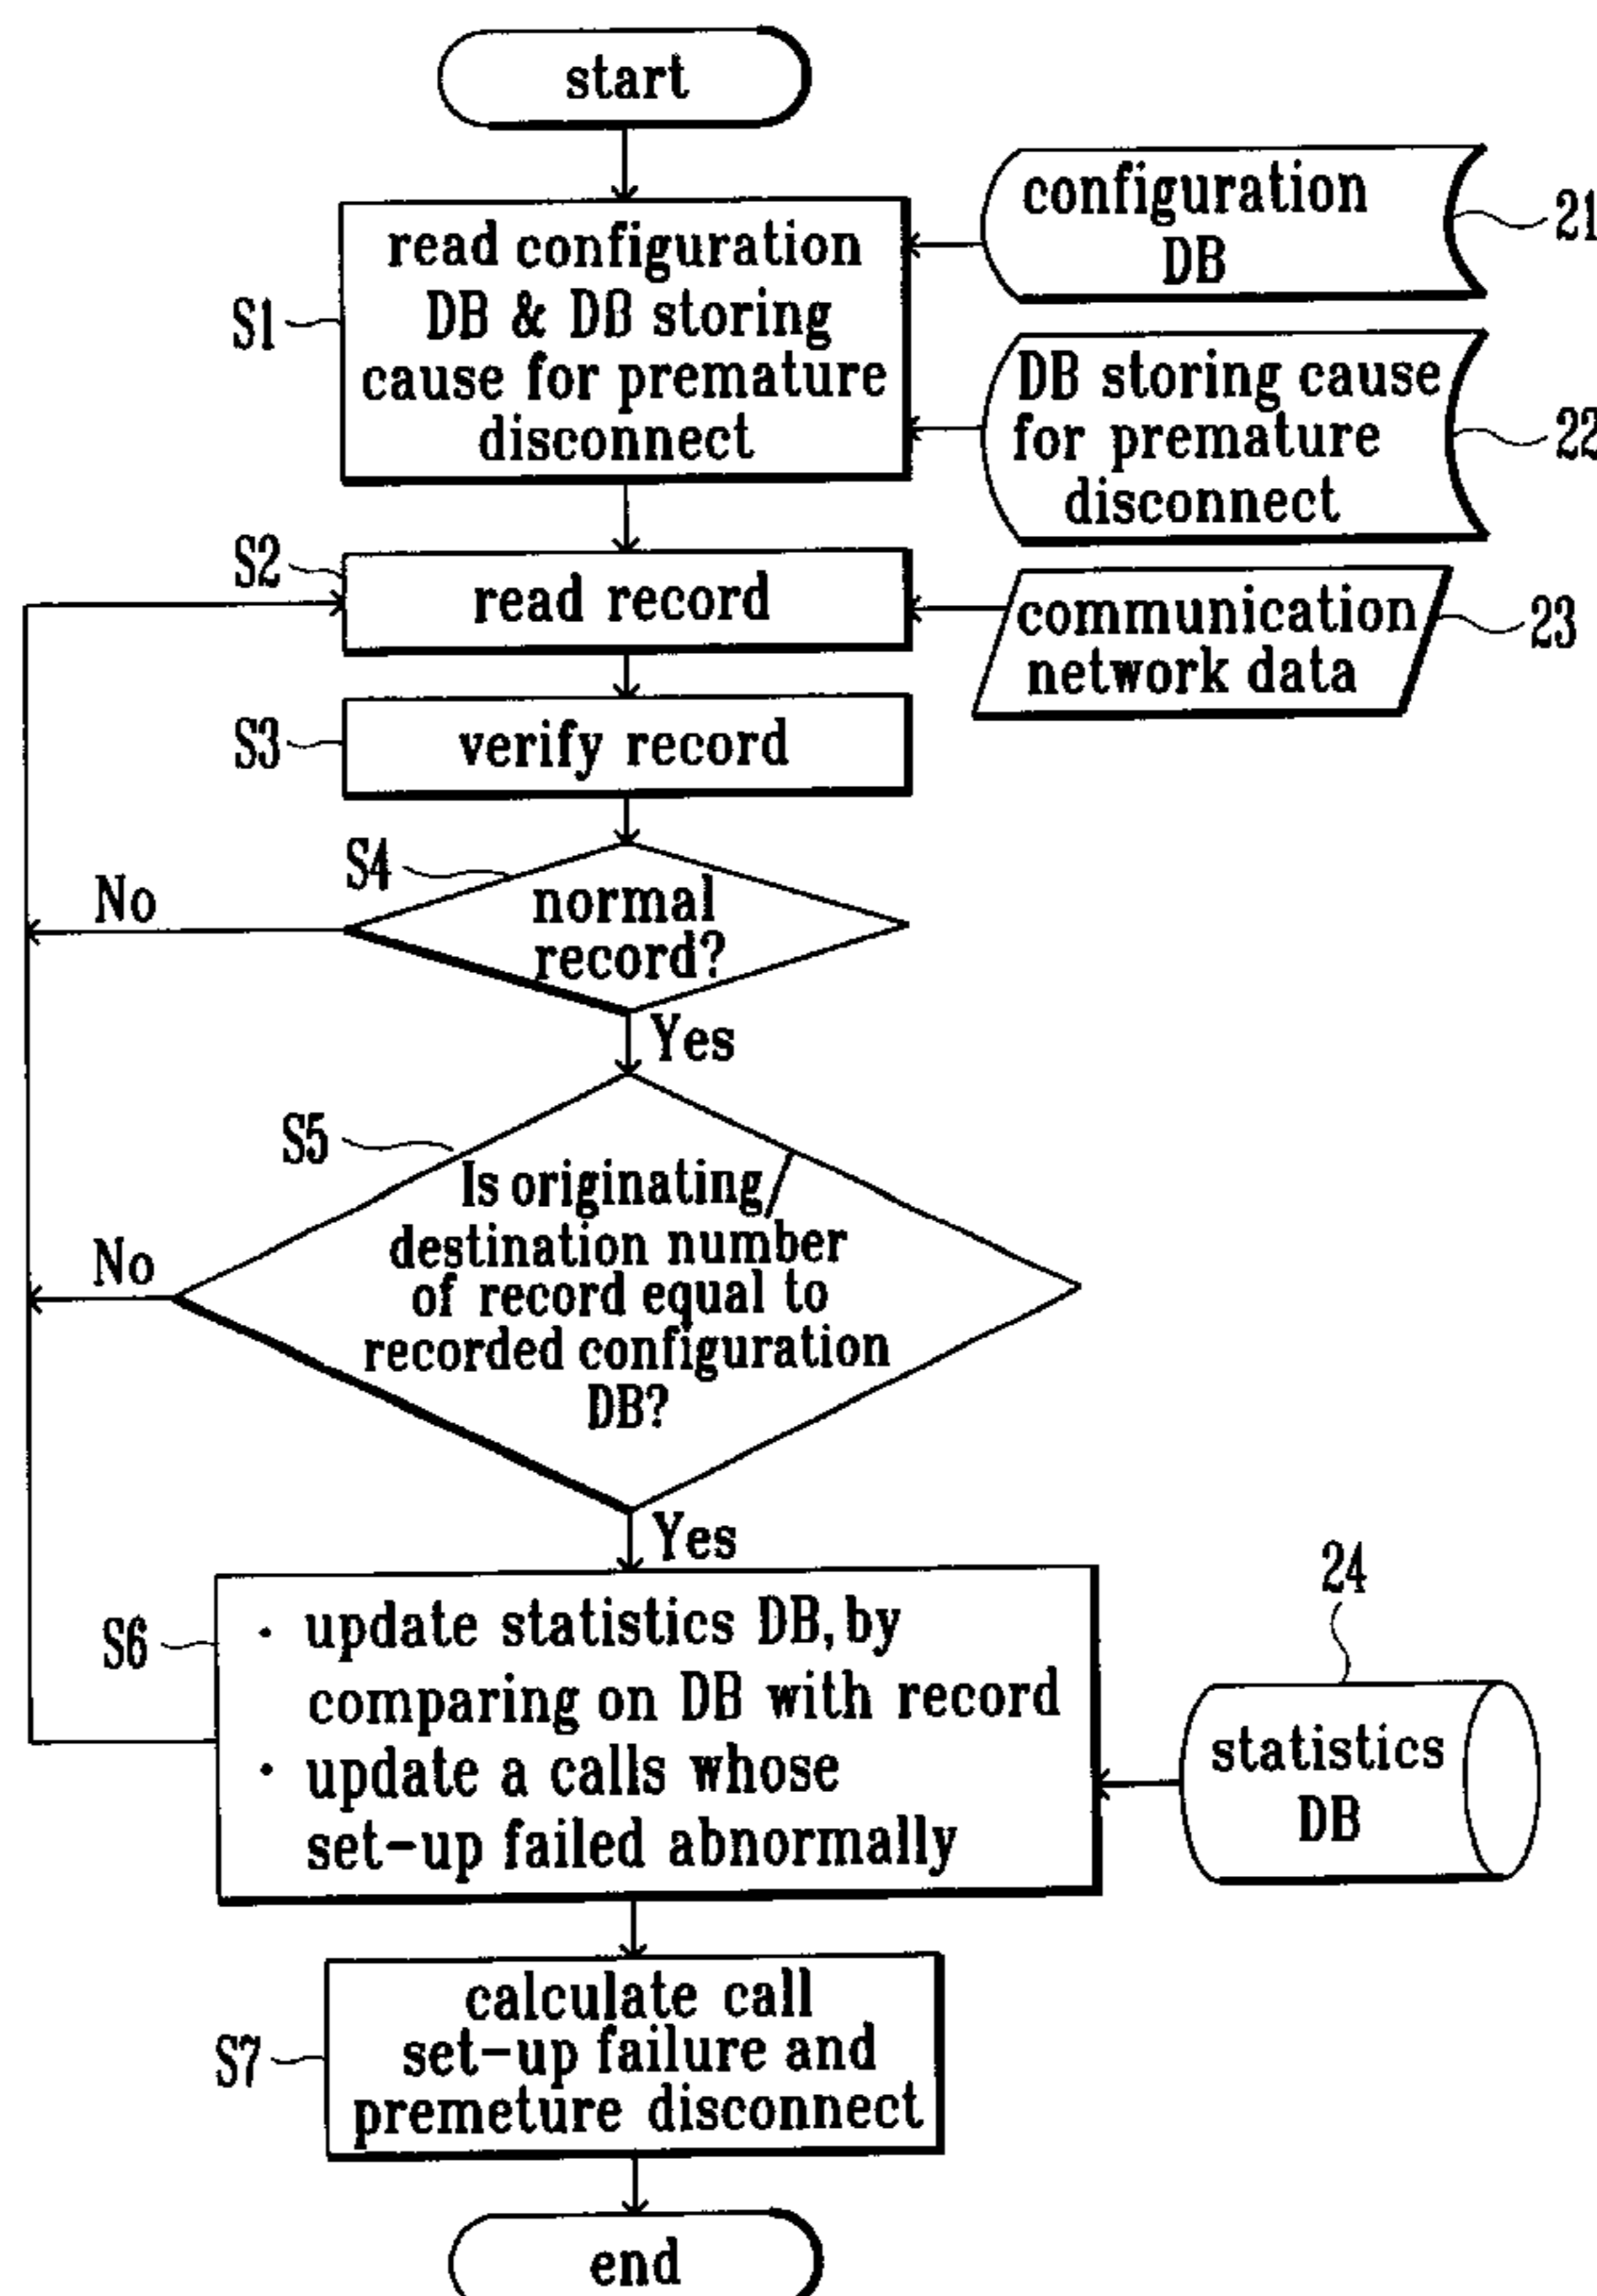 start
configuration
DB
21
read configuration
DB & DB storing
cause for premature
disconnect
S1
DB storing cause
for premature
disconnect
22
S2
read record
communication
network data
23
S3
verify record
S4
normal
record?
No
Yes
S5
Is originating/
destination number
of record equal to
recorded configuration
DB?
No
Yes
S6
· update statistics DB, by
comparing on DB with record
· update a calls whose
set-up failed abnormally
24
statistics
DB
S7
calculate call
set-up failure and
premeture disconnect
end